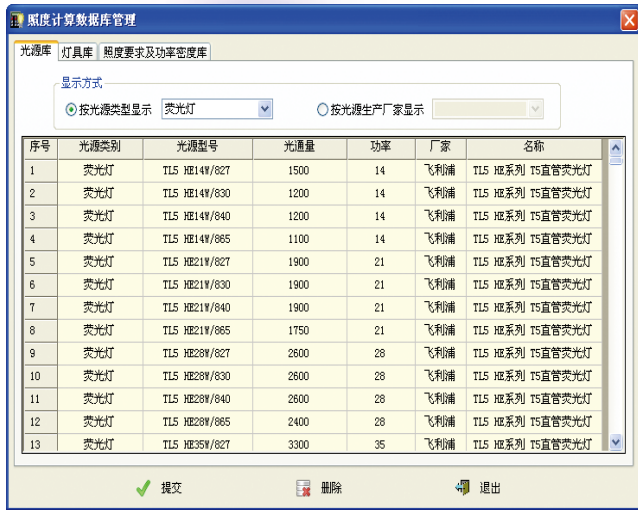 照度计算数据库管理
光源库 灯具库 照度要求及功率密度库
显示方式
按光源类型显示 荧光灯 按光源生产厂家显示
序号 光源类别 光源型号 光通量 功率 厂家 名称
1 荧光灯 TL5 HE14W/827 1500 14 飞利浦 TL5 HE系列 T5直管荧光灯
2 荧光灯 TL5 HE14W/830 1200 14 飞利浦 TL5 HE系列 T5直管荧光灯
3 荧光灯 TL5 HE14W/840 1200 14 飞利浦 TL5 HE系列 T5直管荧光灯
4 荧光灯 TL5 HE14W/865 1100 14 飞利浦 TL5 HE系列 T5直管荧光灯
5 荧光灯 TL5 HE21W/827 1900 21 飞利浦 TL5 HE系列 T5直管荧光灯
6 荧光灯 TL5 HE21W/830 1900 21 飞利浦 TL5 HE系列 T5直管荧光灯
7 荧光灯 TL5 HE21W/840 1900 21 飞利浦 TL5 HE系列 T5直管荧光灯
8 荧光灯 TL5 HE21W/865 1750 21 飞利浦 TL5 HE系列 T5直管荧光灯
9 荧光灯 TL5 HE28W/827 2600 28 飞利浦 TL5 HE系列 T5直管荧光灯
10 荧光灯 TL5 HE28W/830 2600 28 飞利浦 TL5 HE系列 T5直管荧光灯
11 荧光灯 TL5 HE28W/840 2600 28 飞利浦 TL5 HE系列 T5直管荧光灯
12 荧光灯 TL5 HE28W/865 2400 28 飞利浦 TL5 HE系列 T5直管荧光灯
13 荧光灯 TL5 HE35W/827 3300 35 飞利浦 TL5 HE系列 T5直管荧光灯
提交 删除 退出